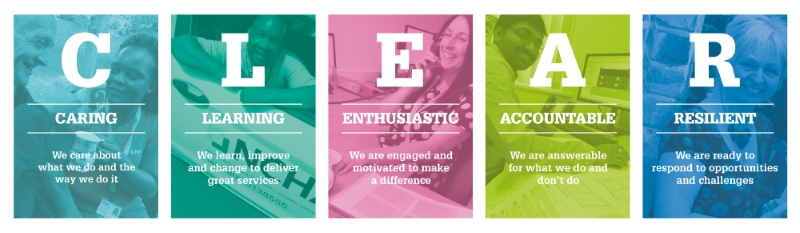 C
CARING
We care about
what we do and the
way we do it
L
LEARNING
We learn, improve
and change to deliver
great services
E
ENTHUSIASTIC
We are engaged and
motivated to make
a difference
A
ACCOUNTABLE
We are answerable
for what we do and
don't do
R
RESILIENT
We are ready to
respond to opportunities
and challenges